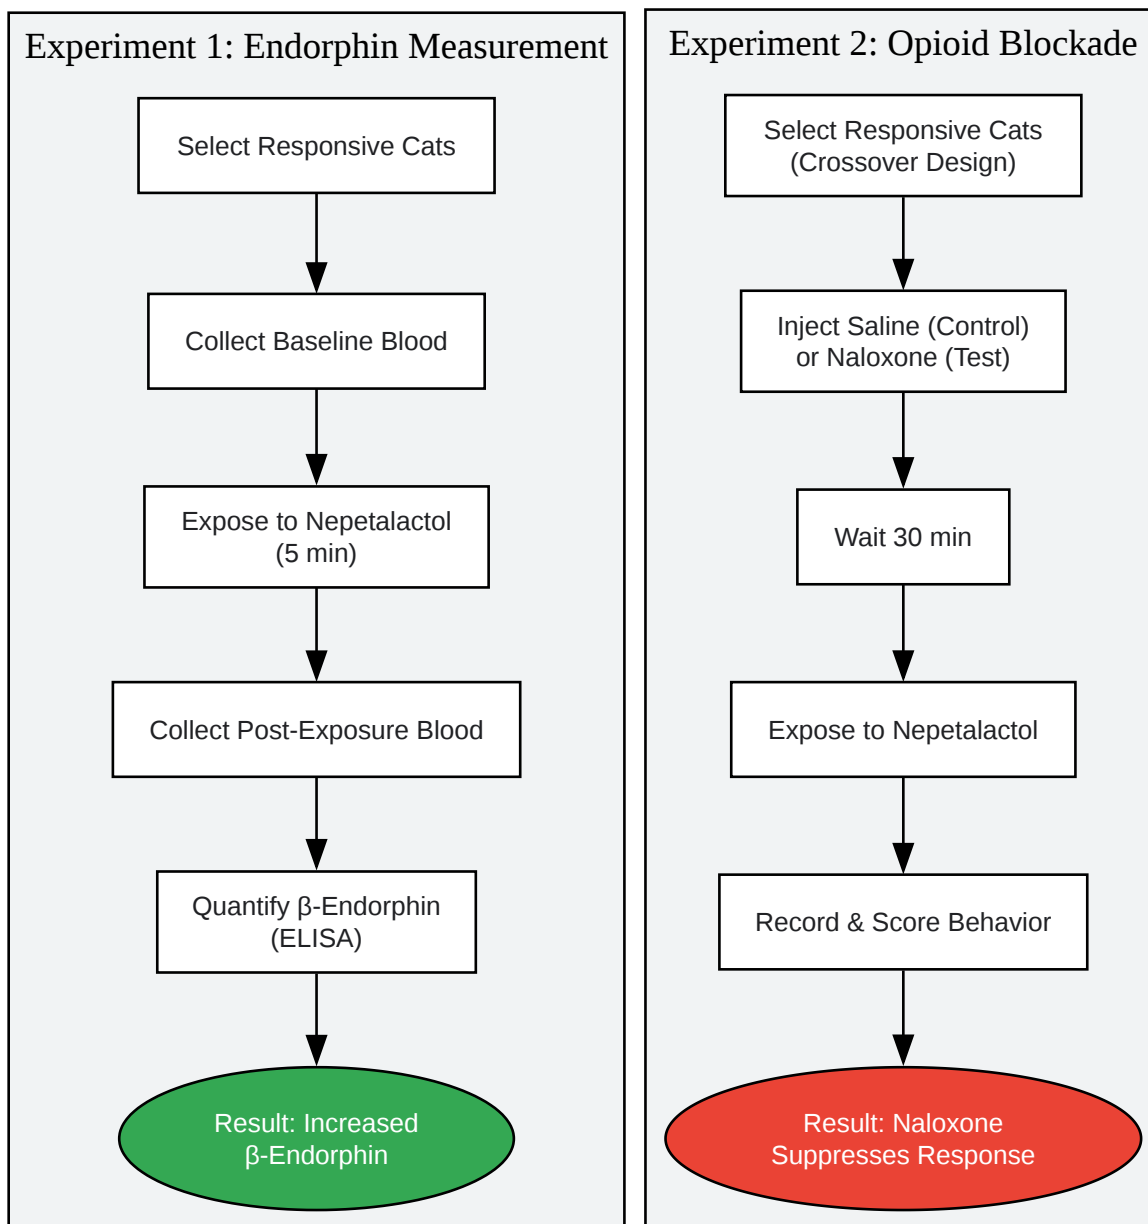 Experiment 1: Endorphin Measurement
Select Responsive Cats
Collect Baseline Blood
Expose to Nepetalactol
(5 min)
Collect Post-Exposure Blood
Quantify β-Endorphin
(ELISA)
Result: Increased
β-Endorphin
Experiment 2: Opioid Blockade
Select Responsive Cats
(Crossover Design)
Inject Saline (Control)
or Naloxone (Test)
Wait 30 min
Expose to Nepetalactol
Record & Score Behavior
Result: Naloxone
Suppresses Response